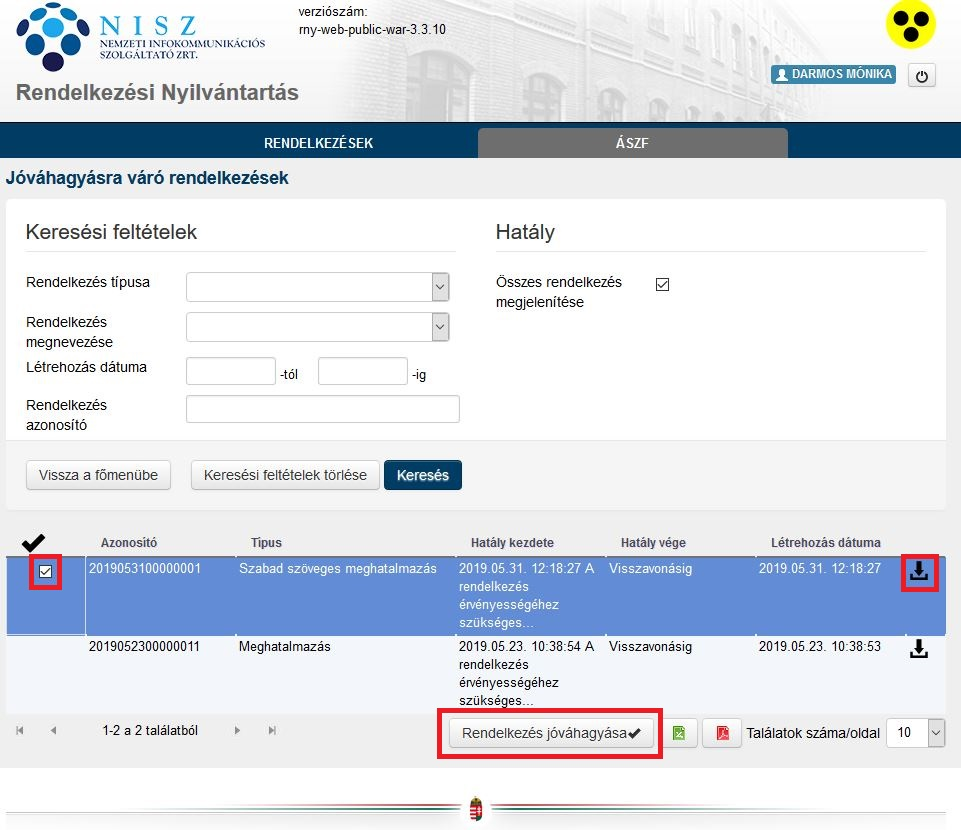 verziószám:
rny-web-public-war-3.3.10
NISZ
NEMZETI INFOKOMMUNIKÁCIÓS
SZOLGÁLTATÓ ZRT.
DARMOS MÓNIKA
Rendelkezési Nyilvántartás
RENDELKEZÉSEK ÁSZF
Jóváhagyásra váró rendelkezések
Keresési feltételek
Hatály
Rendelkezés típusa
Összes rendelkezés
megjelenítése
Rendelkezés
megnevezése
Létrehozás dátuma -tól -ig
Rendelkezés
azonosító
Vissza a főmenübe Keresési feltételek törlése Keresés
Azonosító Típus Hatály kezdete Hatály vége Létrehozás dátuma
2019053100000001 Szabad szöveges meghatalmazás 2019.05.31. 12:18:27 A Visszavonásig 2019.05.31. 12:18:27
rendelkezés
érvényességéhez
szükséges...
2019052300000011 Meghatalmazás 2019.05.23. 10:38:54 A Visszavonásig 2019.05.23. 10:38:53
rendelkezés
érvényességéhez
szükséges...
1-2 a 2 találatból Rendelkezés jóváhagyása Találatok száma/oldal 10